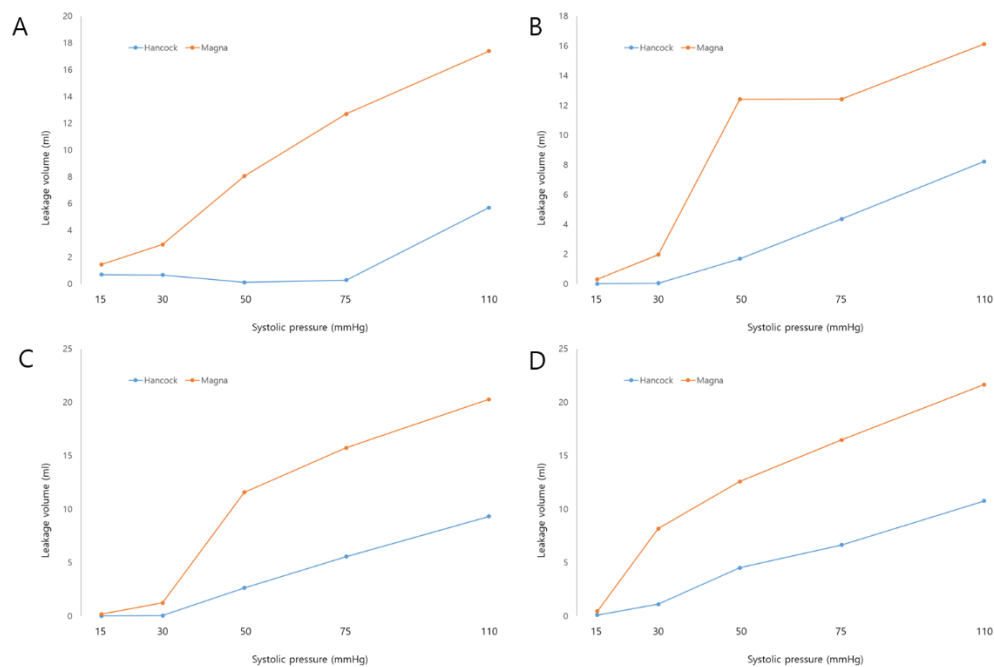 A
Hancock Magna
Leakage volume (ml)
20
18
16
14
12
10
8
6
4
2
0
15 30 50 75 110
Systolic pressure (mmHg)
B
Hancock Magna
Leakage volume (ml)
18
16
14
12
10
8
6
4
2
0
15 30 50 75 110
Systolic pressure (mmHg)
C
Hancock Magna
Leakage volume (ml)
25
20
15
10
5
0
15 30 50 75 110
Systolic pressure (mmHg)
D
Hancock Magna
Leakage volume (ml)
25
20
15
10
5
0
15 30 50 75 110
Systolic pressure (mmHg)